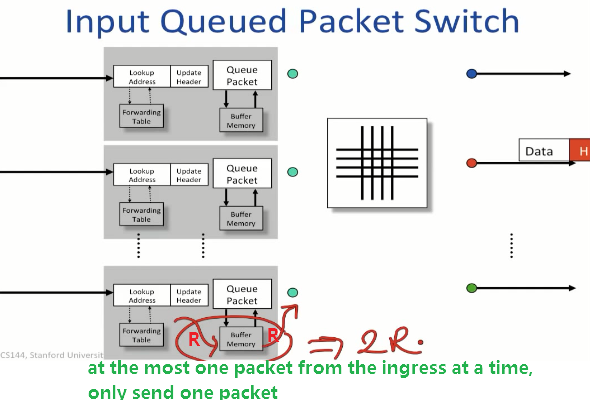 Input Queued Packet Switch
Lookup Address
Update Header
Queue Packet
Forwarding Table
Buffer Memory
Lookup Address
Update Header
Queue Packet
Data
H
Forwarding Table
Buffer Memory
Lookup Address
Update Header
Queue Packet
Forwarding Table
R
Buffer Memory
R
⇒ 2R.
CS144, Stanford Universit
at the most one packet from the ingress at a time,
only send one packet